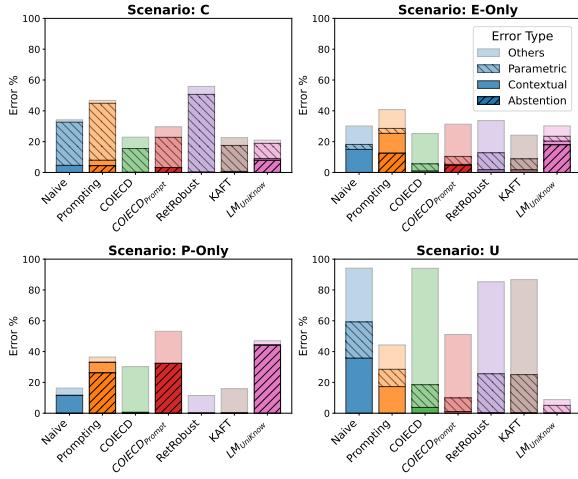 Scenario: C
Error %
100
80
60
40
20
0
Naive
Prompting
COIECD
COIECD_Prompt
RetRobust
KAFT
LM_UniKnow
Scenario: E-Only
Error %
100
80
60
40
20
0
Error Type
Others
Parametric
Contextual
Abstention
Naive
Prompting
COIECD
COIECD_Prompt
RetRobust
KAFT
LM_UniKnow
Scenario: P-Only
Error %
100
80
60
40
20
0
Naive
Prompting
COIECD
COIECD_Prompt
RetRobust
KAFT
LM_UniKnow
Scenario: U
Error %
100
80
60
40
20
0
Naive
Prompting
COIECD
COIECD_Prompt
RetRobust
KAFT
LM_UniKnow